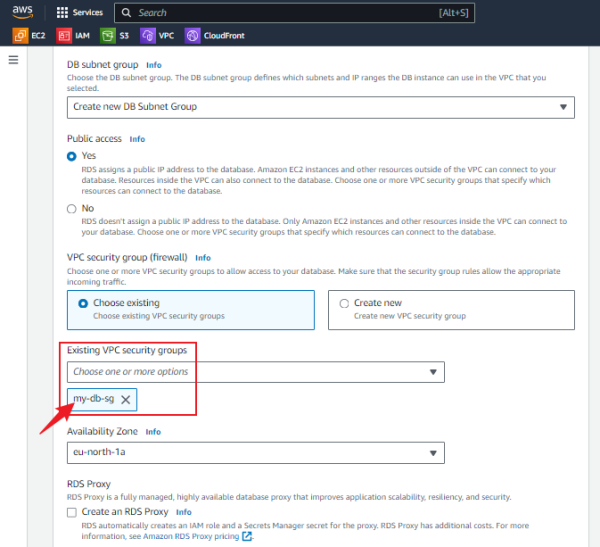 aws
Services
Search
[Alt+S]
EC2
IAM
S3
VPC
CloudFront
DB subnet group Info
Choose the DB subnet group. The DB subnet group defines which subnets and IP ranges the DB instance can use in the VPC that you
selected.
Create new DB Subnet Group
Public access Info
Yes
RDS assigns a public IP address to the database. Amazon EC2 instances and other resources outside of the VPC can connect to your
database. Resources inside the VPC can also connect to the database. Choose one or more VPC security groups that specify which
resources can connect to the database.
No
RDS doesn't assign a public IP address to the database. Only Amazon EC2 instances and other resources inside the VPC can connect to
your database. Choose one or more VPC security groups that specify which resources can connect to the database.
VPC security group (firewall) Info
Choose one or more VPC security groups to allow access to your database. Make sure that the security group rules allow the appropriate
incoming traffic.
Choose existing
Choose existing VPC security groups
Create new
Create new VPC security group
Existing VPC security groups
Choose one or more options
my-db-sg
Availability Zone Info
eu-north-1a
RDS Proxy
RDS Proxy is a fully managed, highly available database proxy that improves application scalability, resiliency, and security.
Create an RDS Proxy Info
RDS automatically creates an IAM role and a Secrets Manager secret for the proxy. RDS Proxy has additional costs. For more
information, see Amazon RDS Proxy pricing.